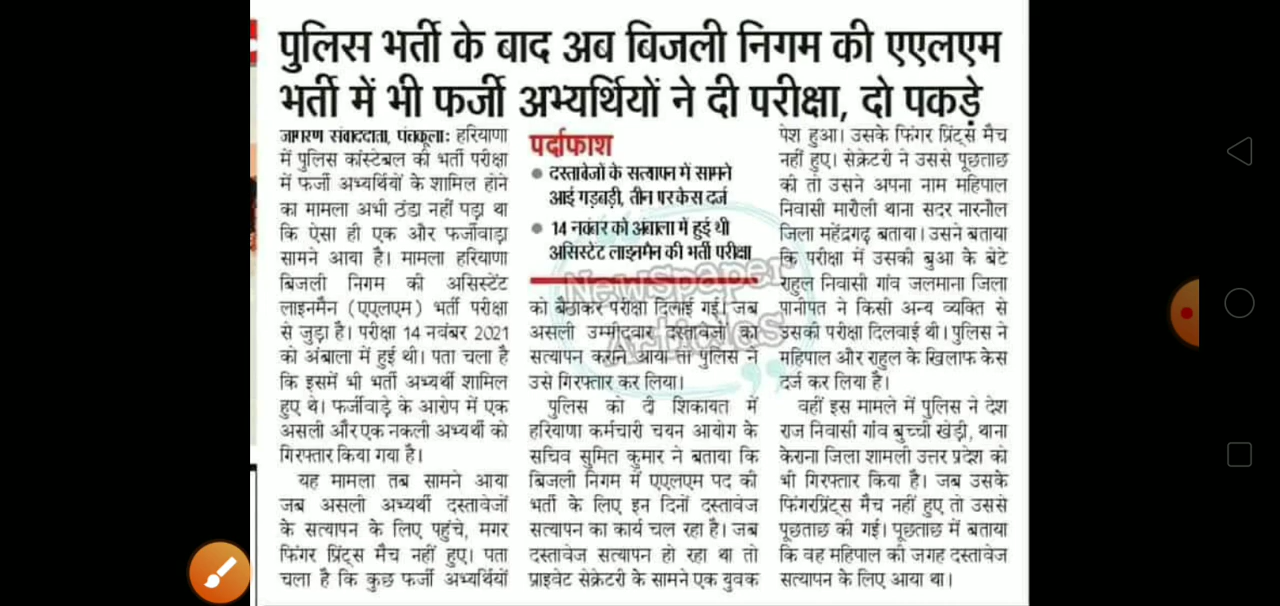 पुलिस भर्ती के बाद अब बिजली निगम की एएलएम
भर्ती में भी फर्जी अभ्यर्थियों ने दी परीक्षा, दो पकड़े
जागरण संवाददाता, पंचकूला: हरियाणा
में पुलिस कांस्टेबल की भर्ती परीक्षा
में फर्जी अभ्यर्थियों के शामिल होने
का मामला अभी ठंडा नहीं पड़ा था
कि ऐसा ही एक और फर्जीवाड़ा
सामने आया है। मामला हरियाणा
बिजली निगम की असिस्टेंट
लाइनमैन (एएलएम) भर्ती परीक्षा
से जुड़ा है। परीक्षा 14 नवंबर 2021
को अंबाला में हुई थी। पता चला है
कि इसमें भी भर्ती अभ्यर्थी शामिल
हुए थे। फर्जीवाड़े के आरोप में एक
असली और एक नकली अभ्यर्थी को
गिरफ्तार किया गया है।
यह मामला तब सामने आया
जब असली अभ्यर्थी दस्तावेजों
के सत्यापन के लिए पहुंचे, मगर
फिंगर प्रिंट्स मैच नहीं हुए। पता
चला है कि कुछ फर्जी अभ्यर्थियों
पर्दाफाश
● दस्तावेजों के सत्यापन में सामने
आई गड़बड़ी, तीन पर केस दर्ज
● 14 नवंबर को अंबाला में हुई थी
असिस्टेंट लाइनमैन की भर्ती परीक्षा
को बैठाकर परीक्षा दिलाई गई। जब
असली उम्मीदवार दस्तावेजों का
सत्यापन कराने आया तो पुलिस ने
उसे गिरफ्तार कर लिया।
पुलिस को दी शिकायत में
हरियाणा कर्मचारी चयन आयोग के
सचिव सुमित कुमार ने बताया कि
बिजली निगम में एएलएम पद की
भर्ती के लिए इन दिनों दस्तावेज
सत्यापन का कार्य चल रहा है। जब
दस्तावेज सत्यापन हो रहा था तो
प्राइवेट सेक्रेटरी के सामने एक युवक
पेश हुआ। उसके फिंगर प्रिंट्स मैच
नहीं हुए। सेक्रेटरी ने उससे पूछताछ
की तो उसने अपना नाम महिपाल
निवासी मारौली थाना सदर नारनौल
जिला महेंद्रगढ़ बताया। उसने बताया
कि परीक्षा में उसकी बुआ के बेटे
राहुल निवासी गांव जलमाना जिला
पानीपत ने किसी अन्य व्यक्ति से
उसकी परीक्षा दिलवाई थी। पुलिस ने
महिपाल और राहुल के खिलाफ केस
दर्ज कर लिया है।
वहीं इस मामले में पुलिस ने देश
राज निवासी गांव बुच्ची खेड़ी, थाना
केराना जिला शामली उत्तर प्रदेश को
भी गिरफ्तार किया है। जब उसके
फिंगरप्रिंट्स मैच नहीं हुए तो उससे
पूछताछ की गई। पूछताछ में बताया
कि वह महिपाल की जगह दस्तावेज
सत्यापन के लिए आया था।
Newspaper
Articles